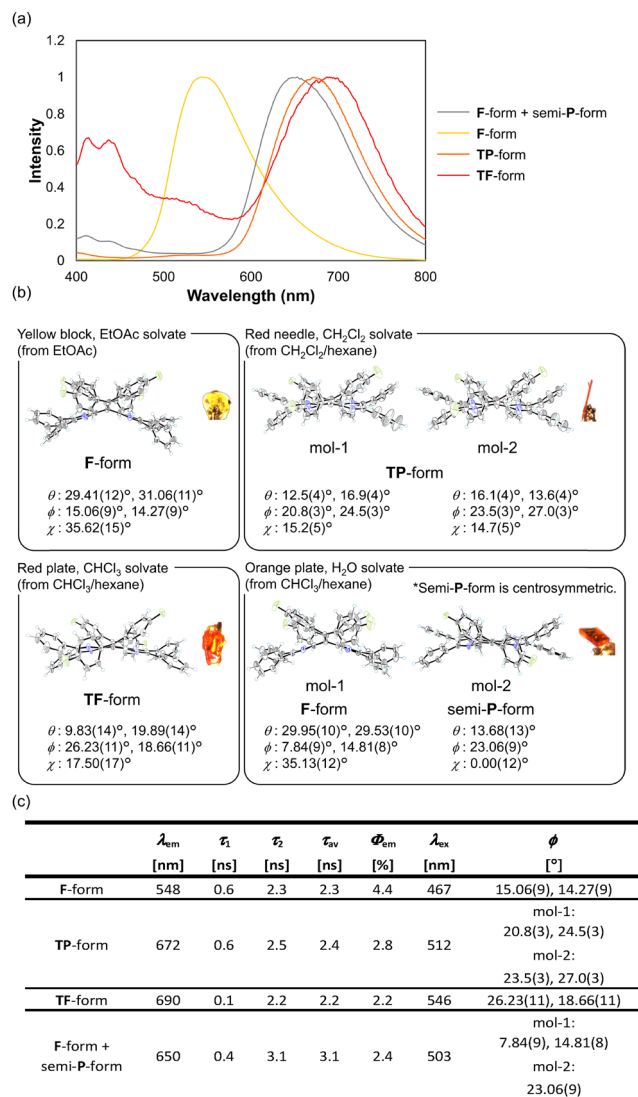 (a)
1.2
1
0.8
0.6
0.4
0.2
0
400 500 600 700 800
Intensity
Wavelength (nm)
F-form + semi-P-form
F-form
TP-form
TF-form
(b)
Yellow block, EtOAc solvate
(from EtOAc)
F-form
θ : 29.41(12)°, 31.06(11)°
ϕ : 15.06(9)°, 14.27(9)°
χ : 35.62(15)°
Red needle, CH₂Cl₂ solvate
(from CH₂Cl₂/hexane)
mol-1 mol-2
TP-form
θ : 12.5(4)°, 16.9(4)°
ϕ : 20.8(3)°, 24.5(3)°
χ : 15.2(5)°
θ : 16.1(4)°, 13.6(4)°
ϕ : 23.5(3)°, 27.0(3)°
χ : 14.7(5)°
Red plate, CHCl₃ solvate
(from CHCl₃/hexane)
TF-form
θ : 9.83(14)°, 19.89(14)°
ϕ : 26.23(11)°, 18.66(11)°
χ : 17.50(17)°
Orange plate, H₂O solvate
(from CHCl₃/hexane)
*Semi-P-form is centrosymmetric.
mol-1 mol-2
F-form semi-P-form
θ : 29.95(10)°, 29.53(10)°
ϕ : 7.84(9)°, 14.81(8)°
χ : 35.13(12)°
θ : 13.68(13)°
ϕ : 23.06(9)°
χ : 0.00(12)°
(c)
λem τ1 τ2 τav Φem λex ϕ
[nm] [ns] [ns] [ns] [%] [nm] [°]
F-form 548 0.6 2.3 2.3 4.4 467 15.06(9), 14.27(9)
mol-1:
20.8(3), 24.5(3)
TP-form 672 0.6 2.5 2.4 2.8 512
mol-2:
23.5(3), 27.0(3)
TF-form 690 0.1 2.2 2.2 2.2 546 26.23(11), 18.66(11)
mol-1:
7.84(9), 14.81(8)
F-form +
semi-P-form 650 0.4 3.1 3.1 2.4 503
mol-2:
23.06(9)